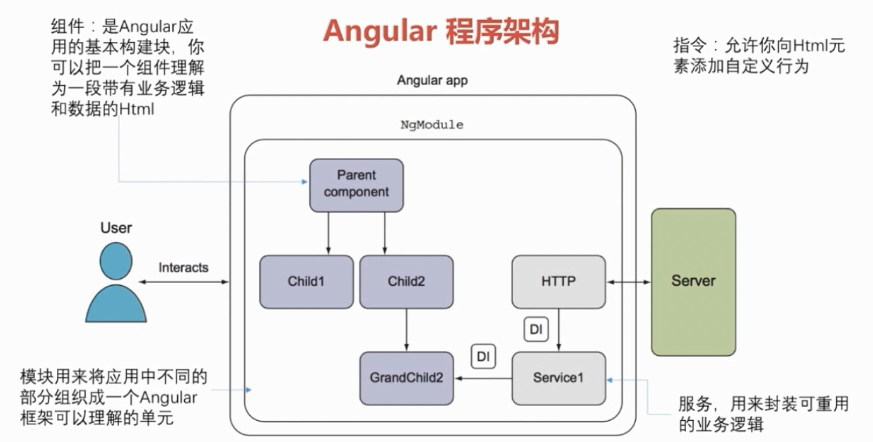 Angular 程序架构
组件：是Angular应
用的基本构建块，你
可以把一个组件理解
为一段带有业务逻辑
和数据的Html
指令：允许你向Html元
素添加自定义行为
Angular app
NgModule
Parent
component
User
Interacts
Child1
Child2
HTTP
Server
DI
DI
GrandChild2
Service1
模块用来将应用中不同的
部分组织成一个Angular
框架可以理解的单元
服务，用来封装可重用
的业务逻辑